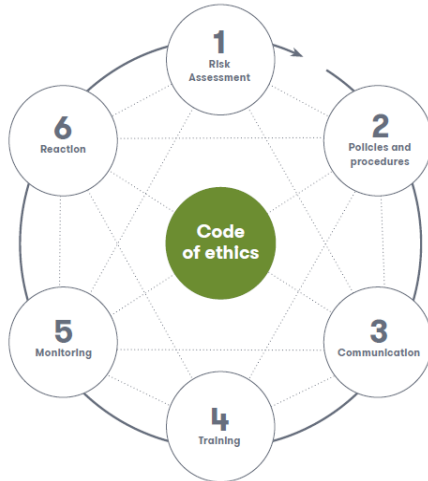 1
Risk
Assessment
2
Policies and
procedures
3
Communication
4
Training
5
Monitoring
6
Reaction
Code
of ethics